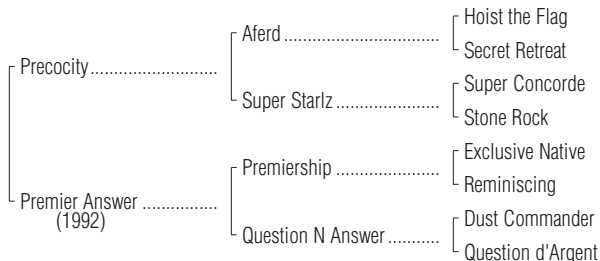 Hoist the Flag
Aferd ....................................
Secret Retreat
Precocity.............................
Super Concorde
Super Starlz ........................
Stone Rock
Exclusive Native
Premiership ........................
Reminiscing
Premier Answer .................
(1992)
Dust Commander
Question N Answer............
Question d'Argent